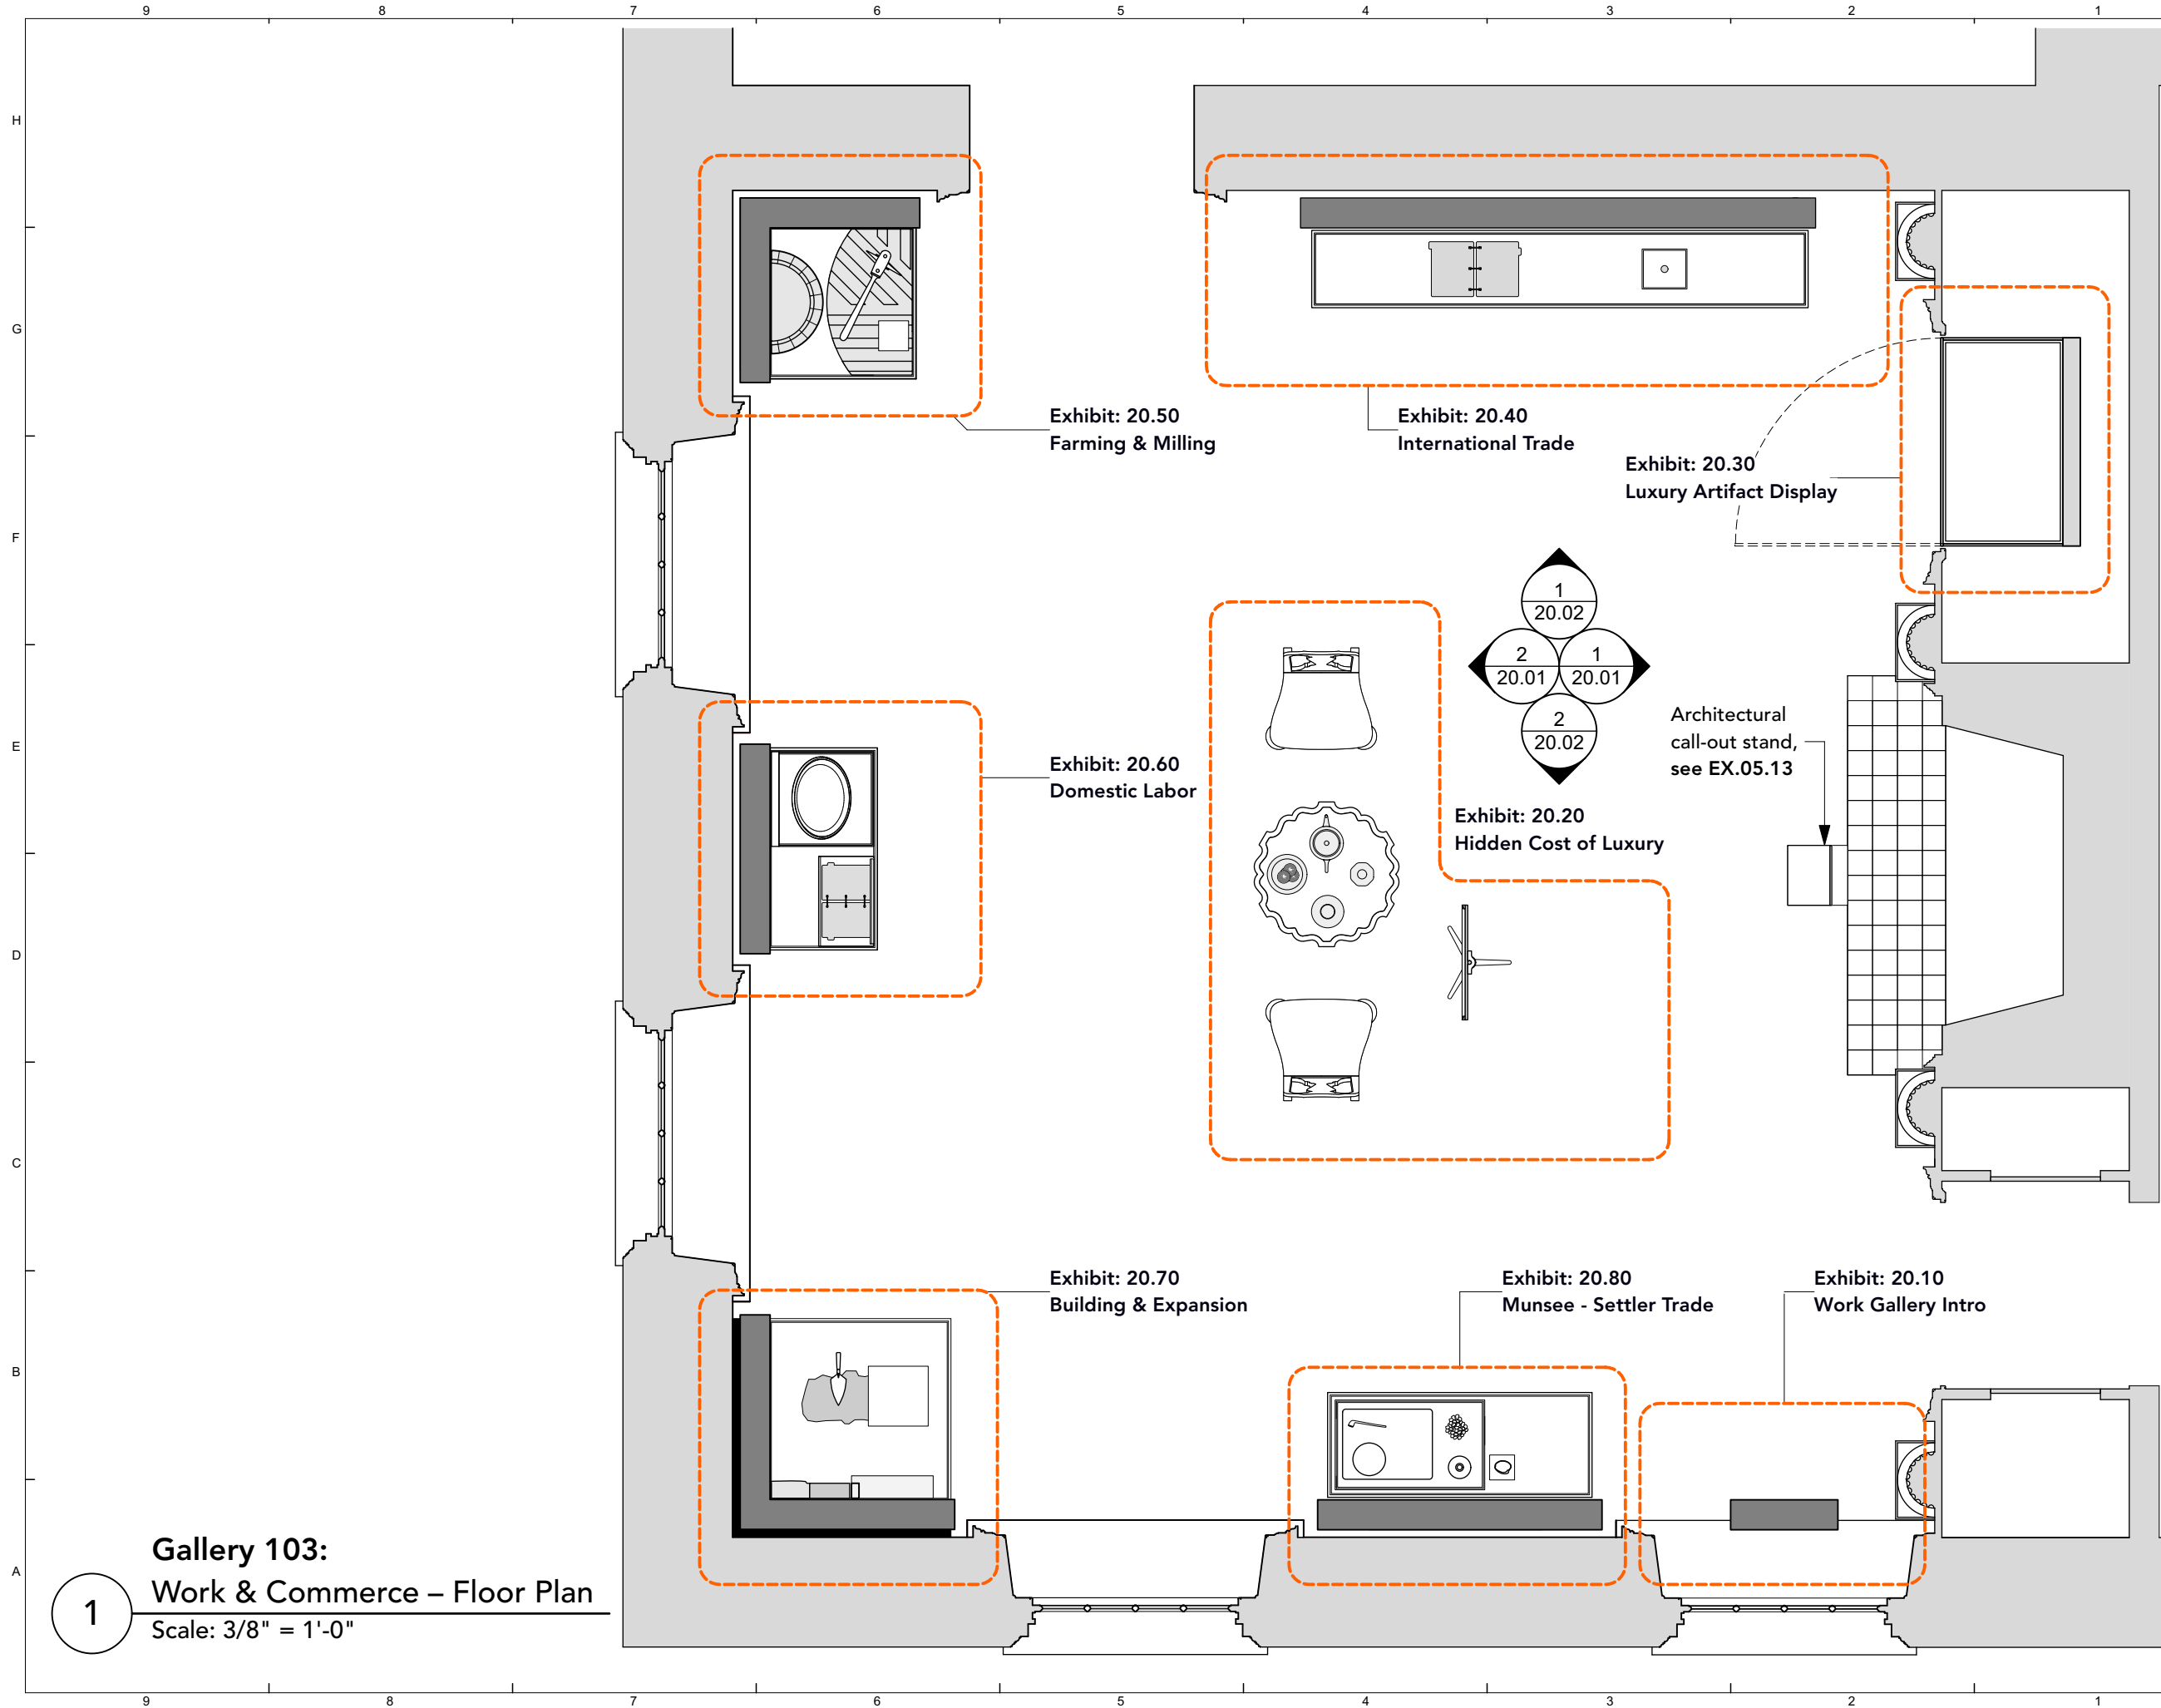 9 8 7 6 5 4 3 2 1
H
G
F
E
D
C
B
A
Exhibit: 20.50
Farming & Milling
Exhibit: 20.40
International Trade
Exhibit: 20.30
Luxury Artifact Display
1
20.02
2
20.01
1
20.01
2
20.02
Architectural
call-out stand,
see EX.05.13
Exhibit: 20.60
Domestic Labor
Exhibit: 20.20
Hidden Cost of Luxury
Exhibit: 20.70
Building & Expansion
Exhibit: 20.80
Munsee - Settler Trade
Exhibit: 20.10
Work Gallery Intro
1
Gallery 103:
Work & Commerce – Floor Plan
Scale: 3/8" = 1'-0"
9 8 7 6 5 4 3 2 1